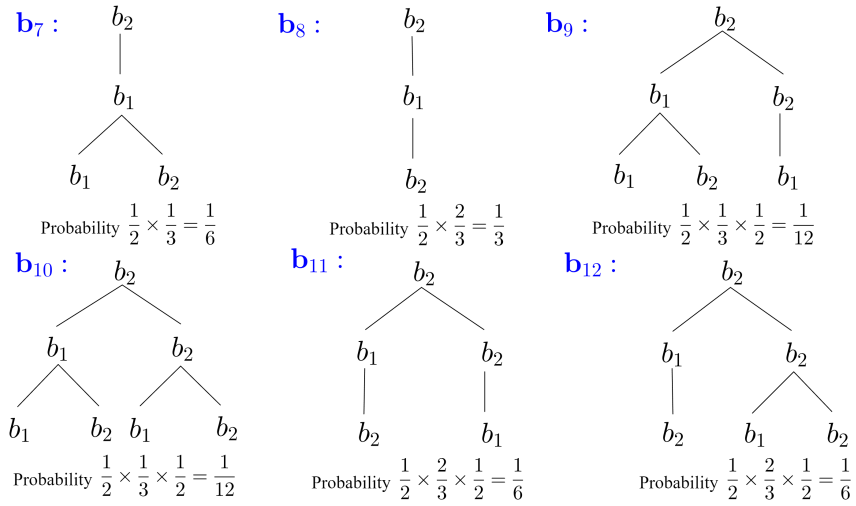 b₇ : b₂ b₈ : b₂ b₉ : b₂
b₁ b₁ b₁ b₂
b₁ b₂ b₂ b₁ b₂ b₁
Probability 1/2 × 1/3 = 1/6 Probability 1/2 × 2/3 = 1/3 Probability 1/2 × 1/3 × 1/2 = 1/12
b₁₀ : b₂ b₁₁ : b₂ b₁₂ : b₂
b₁ b₂ b₁ b₂ b₁ b₂
b₁ b₂ b₁ b₂ b₂ b₁ b₂ b₁ b₂
Probability 1/2 × 1/3 × 1/2 = 1/12 Probability 1/2 × 2/3 × 1/2 = 1/6 Probability 1/2 × 2/3 × 1/2 = 1/6